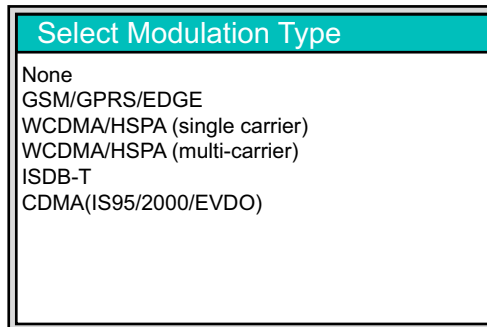 Select Modulation Type
None
GSM/GPRS/EDGE
WCDMA/HSPA (single carrier)
WCDMA/HSPA (multi-carrier)
ISDB-T
CDMA(IS95/2000/EVDO)